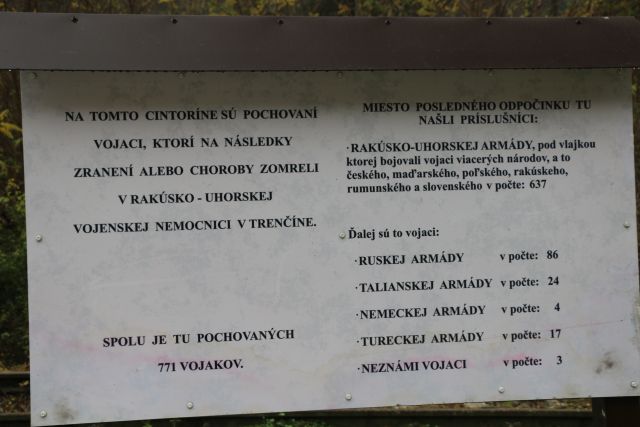 NA TOMTO CINTORÍNE SÚ POCHOVANÍ
VOJACI, KTORÍ NA NÁSLEDKY
ZRANENÍ ALEBO CHOROBY ZOMRELI
V RAKÚSKO - UHORSKEJ
VOJENSKEJ NEMOCNICI V TRENČÍNE.
SPOLU JE TU POCHOVANÝCH
771 VOJAKOV.
MIESTO POSLEDNÉHO ODPOČINKU TU
NAŠLI PRÍSLUŠNÍCI:
·RAKÚSKO-UHORSKEJ ARMÁDY, pod vlajkou
ktorej bojovali vojaci viacerých národov, a to
českého, maďarského, poľského, rakúskeho,
rumunského a slovenského v počte: 637
Ďalej sú to vojaci:
·RUSKEJ ARMÁDY v počte: 86
·TALIANSKEJ ARMÁDY v počte: 24
·NEMECKEJ ARMÁDY v počte: 4
·TURECKEJ ARMÁDY v počte: 17
·NEZNÁMI VOJACI v počte: 3